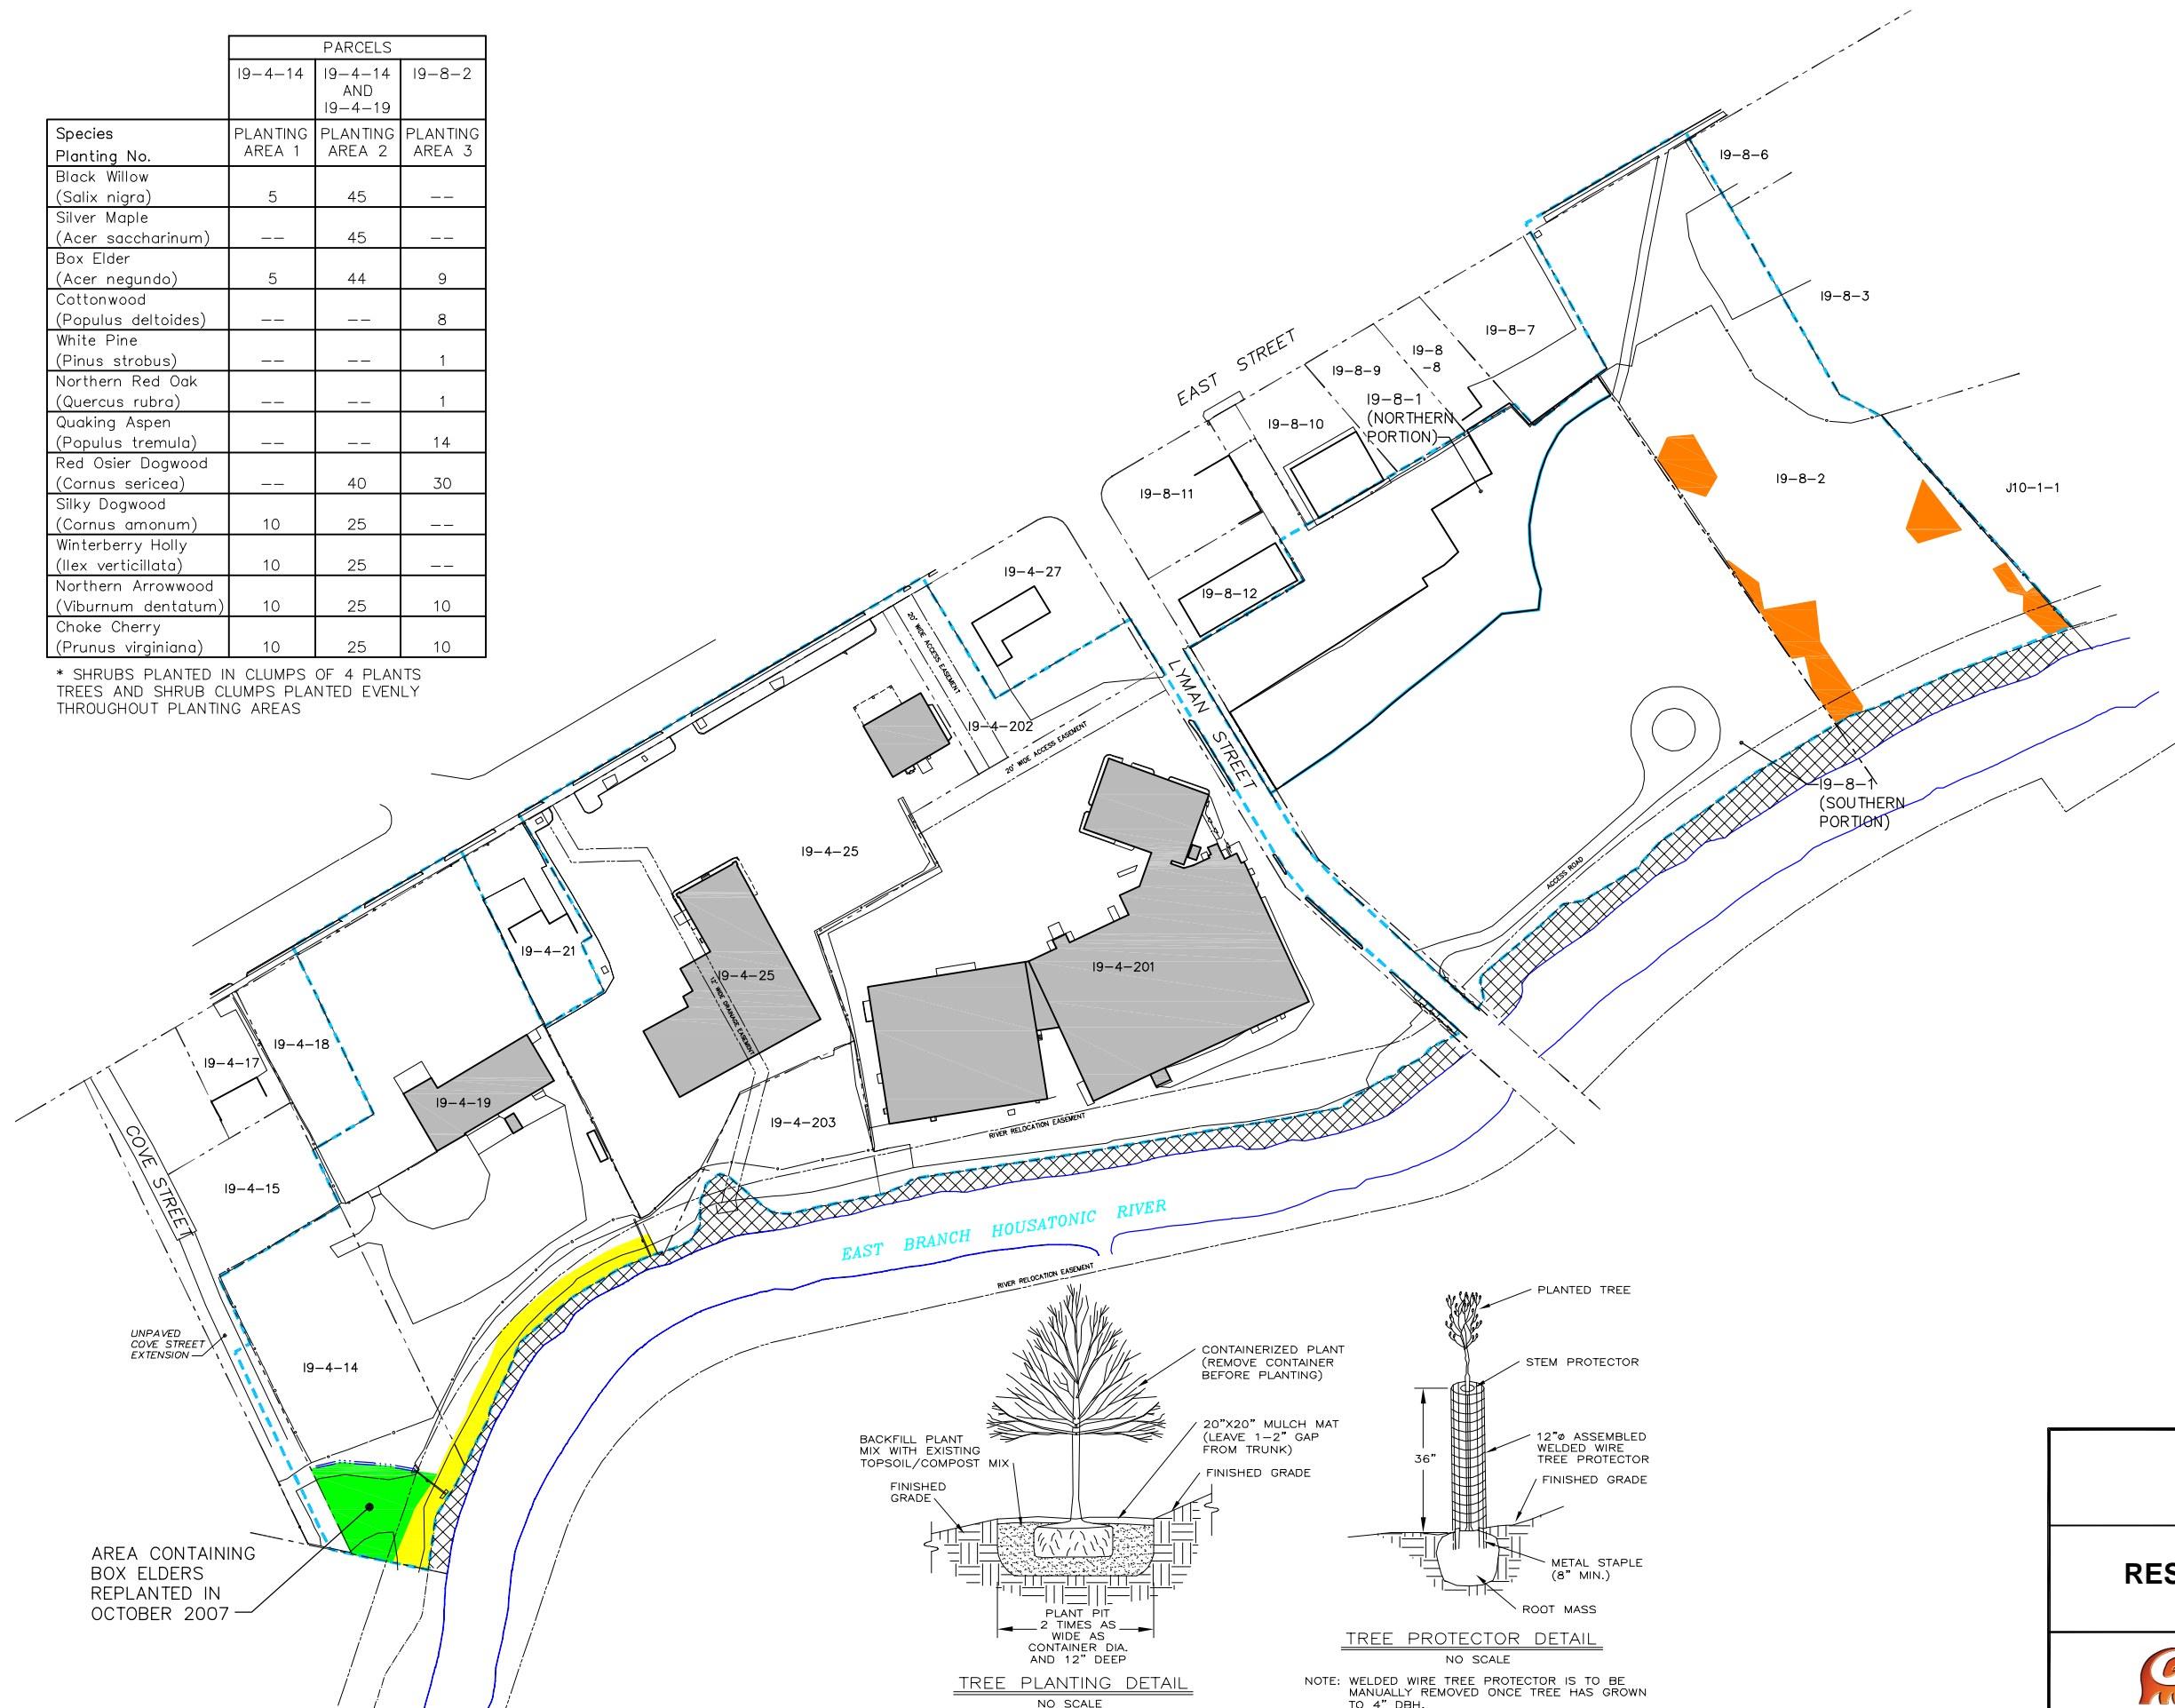 PARCELS
I9-4-14 I9-4-14 AND I9-4-19 I9-8-2
Species Planting No. PLANTING AREA 1 PLANTING AREA 2 PLANTING AREA 3
Black Willow
(Salix nigra) 5 45 --
Silver Maple
(Acer saccharinum) -- 45 --
Box Elder
(Acer negundo) 5 44 9
Cottonwood
(Populus deltoides) -- -- 8
White Pine
(Pinus strobus) -- -- 1
Northern Red Oak
(Quercus rubra) -- -- 1
Quaking Aspen
(Populus tremula) -- -- 14
Red Osier Dogwood
(Cornus sericea) -- 40 30
Silky Dogwood
(Cornus amonum) 10 25 --
Winterberry Holly
(Ilex verticillata) 10 25 --
Northern Arrowwood
(Viburnum dentatum) 10 25 10
Choke Cherry
(Prunus virginiana) 10 25 10
* SHRUBS PLANTED IN CLUMPS OF 4 PLANTS
TREES AND SHRUB CLUMPS PLANTED EVENLY
THROUGHOUT PLANTING AREAS
I9-8-6
I9-8-3
I9-8-7
EAST STREET
I9-8
-8
I9-8-9
I9-8-1
(NORTHERN
PORTION)
I9-8-10
I9-8-2
J10-1-1
I9-8-11
I9-4-27
I9-8-12
20' WIDE ACCESS EASEMENT
LYMAN STREET
I9-4-202
20' WIDE ACCESS EASEMENT
I9-8-1
(SOUTHERN
PORTION)
ACCESS ROAD
I9-4-25
I9-4-21
I9-4-25
12' WIDE DRAINAGE EASEMENT
I9-4-201
I9-4-18
I9-4-17
I9-4-19
I9-4-203
RIVER RELOCATION EASEMENT
COVE STREET
I9-4-15
EAST BRANCH HOUSATONIC RIVER
RIVER RELOCATION EASEMENT
UNPAVED
COVE STREET
EXTENSION
I9-4-14
AREA CONTAINING
BOX ELDERS
REPLANTED IN
OCTOBER 2007
CONTAINERIZED PLANT
(REMOVE CONTAINER
BEFORE PLANTING)
20"X20" MULCH MAT
(LEAVE 1-2" GAP
FROM TRUNK)
BACKFILL PLANT
MIX WITH EXISTING
TOPSOIL/COMPOST MIX
FINISHED GRADE
FINISHED
GRADE
PLANT PIT
2 TIMES AS
WIDE AS
CONTAINER DIA.
AND 12" DEEP
TREE PLANTING DETAIL
NO SCALE
PLANTED TREE
STEM PROTECTOR
36"
12"ø ASSEMBLED
WELDED WIRE
TREE PROTECTOR
FINISHED GRADE
METAL STAPLE
(8" MIN.)
ROOT MASS
TREE PROTECTOR DETAIL
NO SCALE
NOTE: WELDED WIRE TREE PROTECTOR IS TO BE
MANUALLY REMOVED ONCE TREE HAS GROWN
TO 4" DBH.
RES